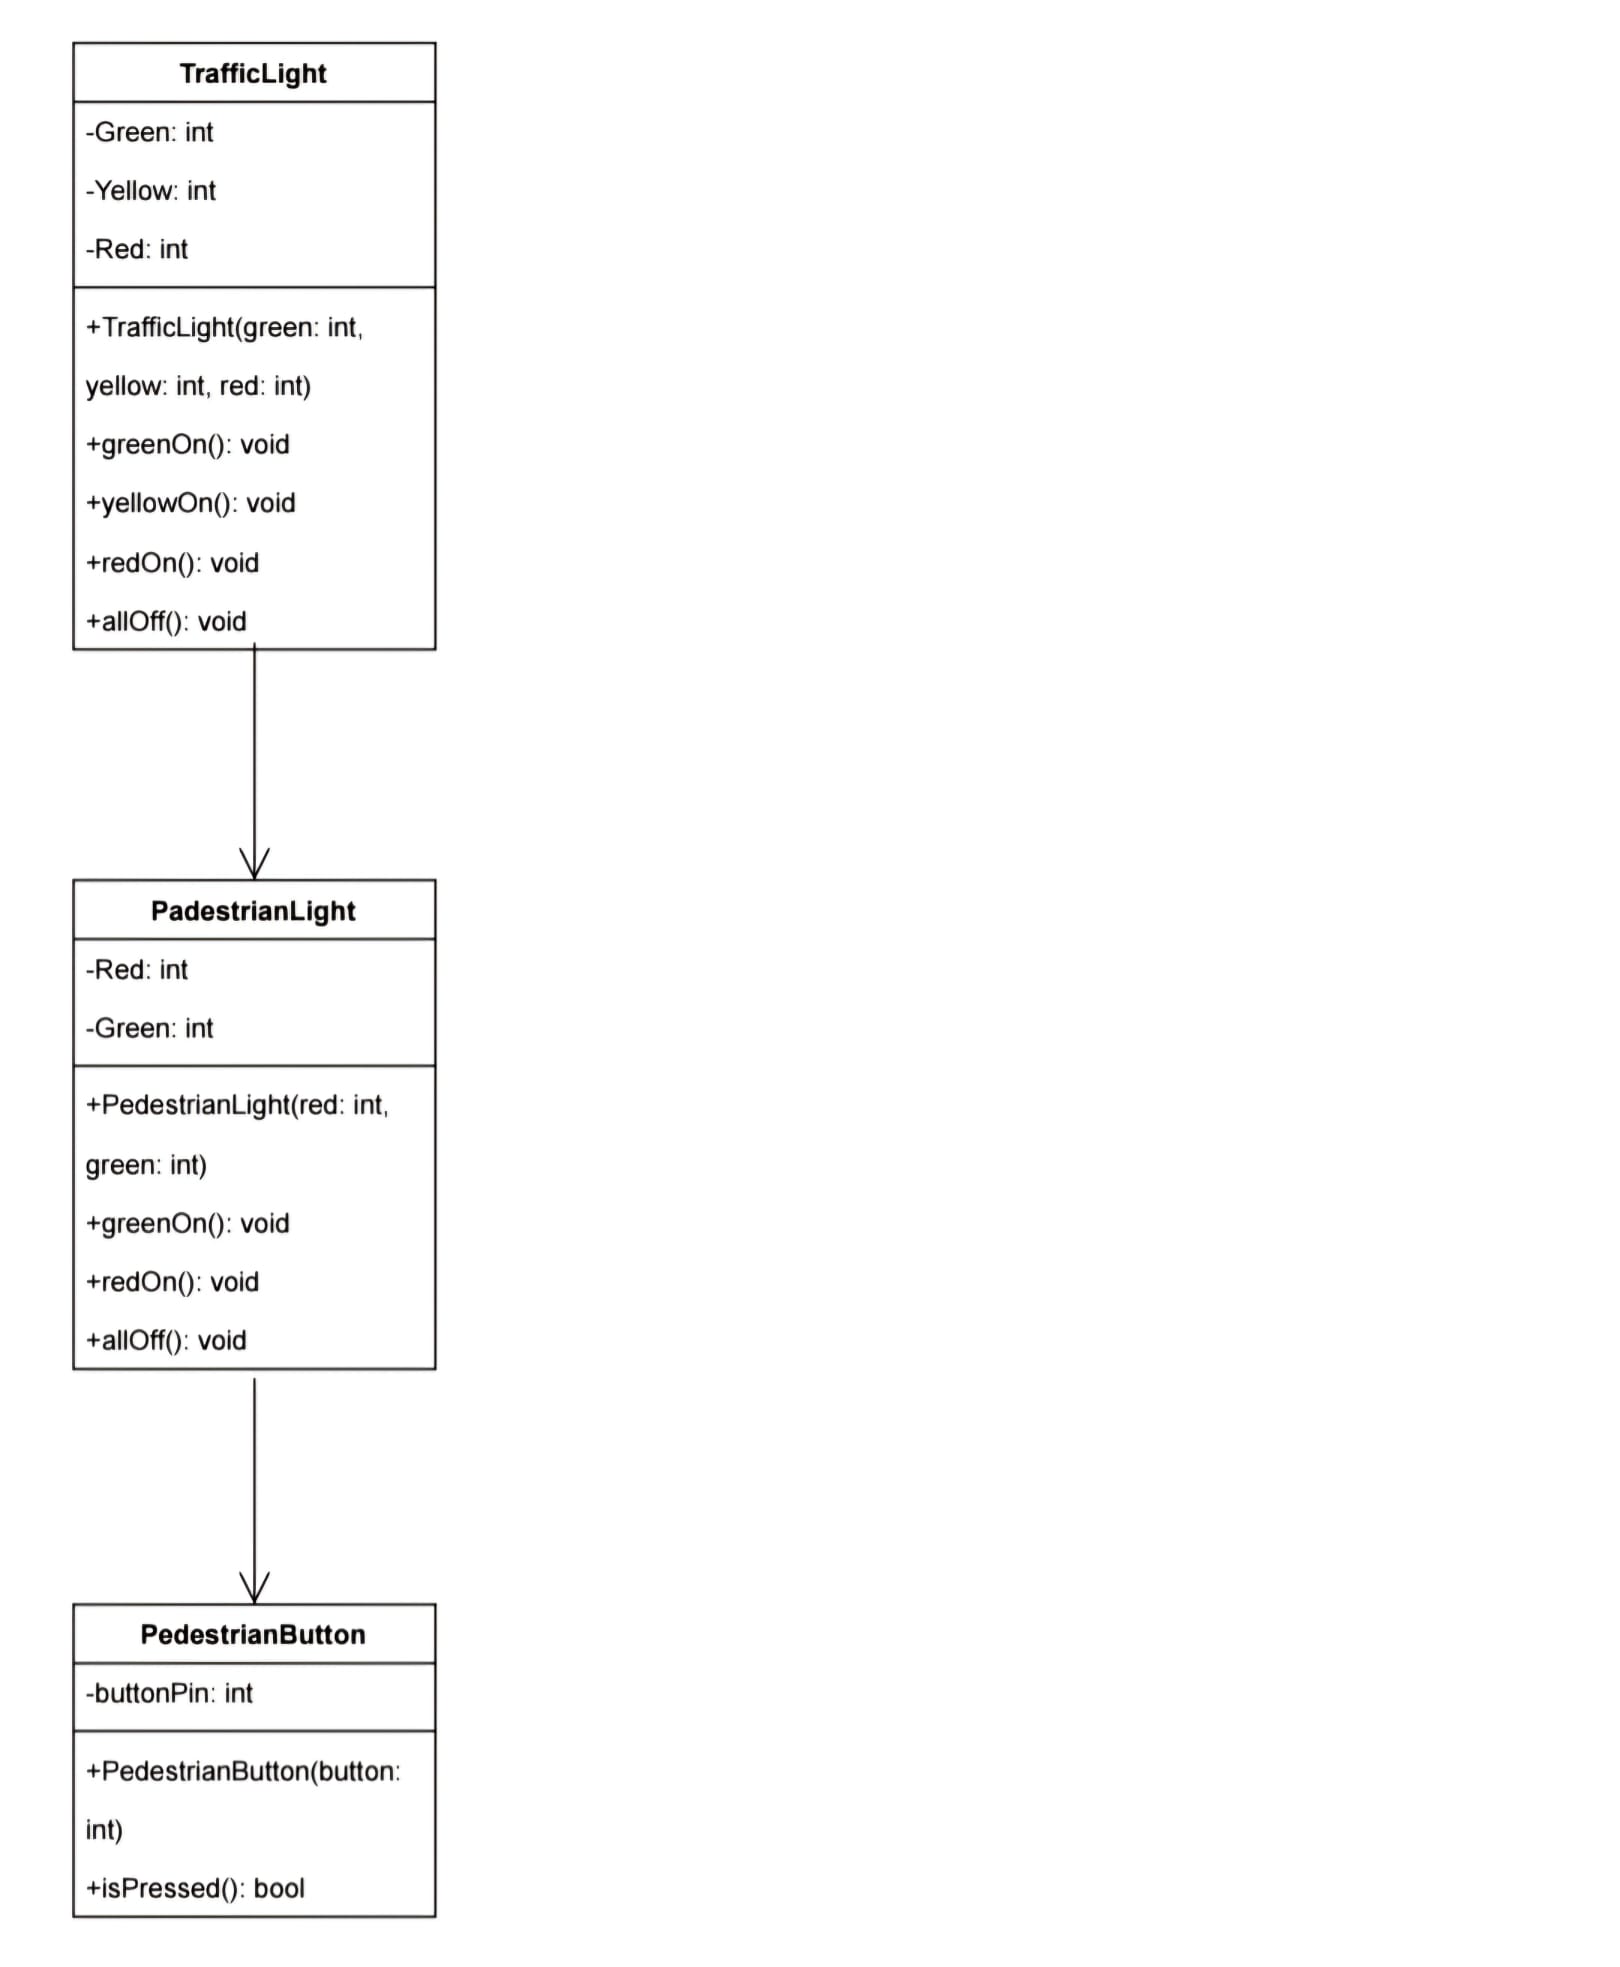 TrafficLight
-Green: int
-Yellow: int
-Red: int
+TrafficLight(green: int,
yellow: int, red: int)
+greenOn(): void
+yellowOn(): void
+redOn(): void
+allOff(): void
PadestrianLight
-Red: int
-Green: int
+PedestrianLight(red: int,
green: int)
+greenOn(): void
+redOn(): void
+allOff(): void
PedestrianButton
-buttonPin: int
+PedestrianButton(button:
int)
+isPressed(): bool